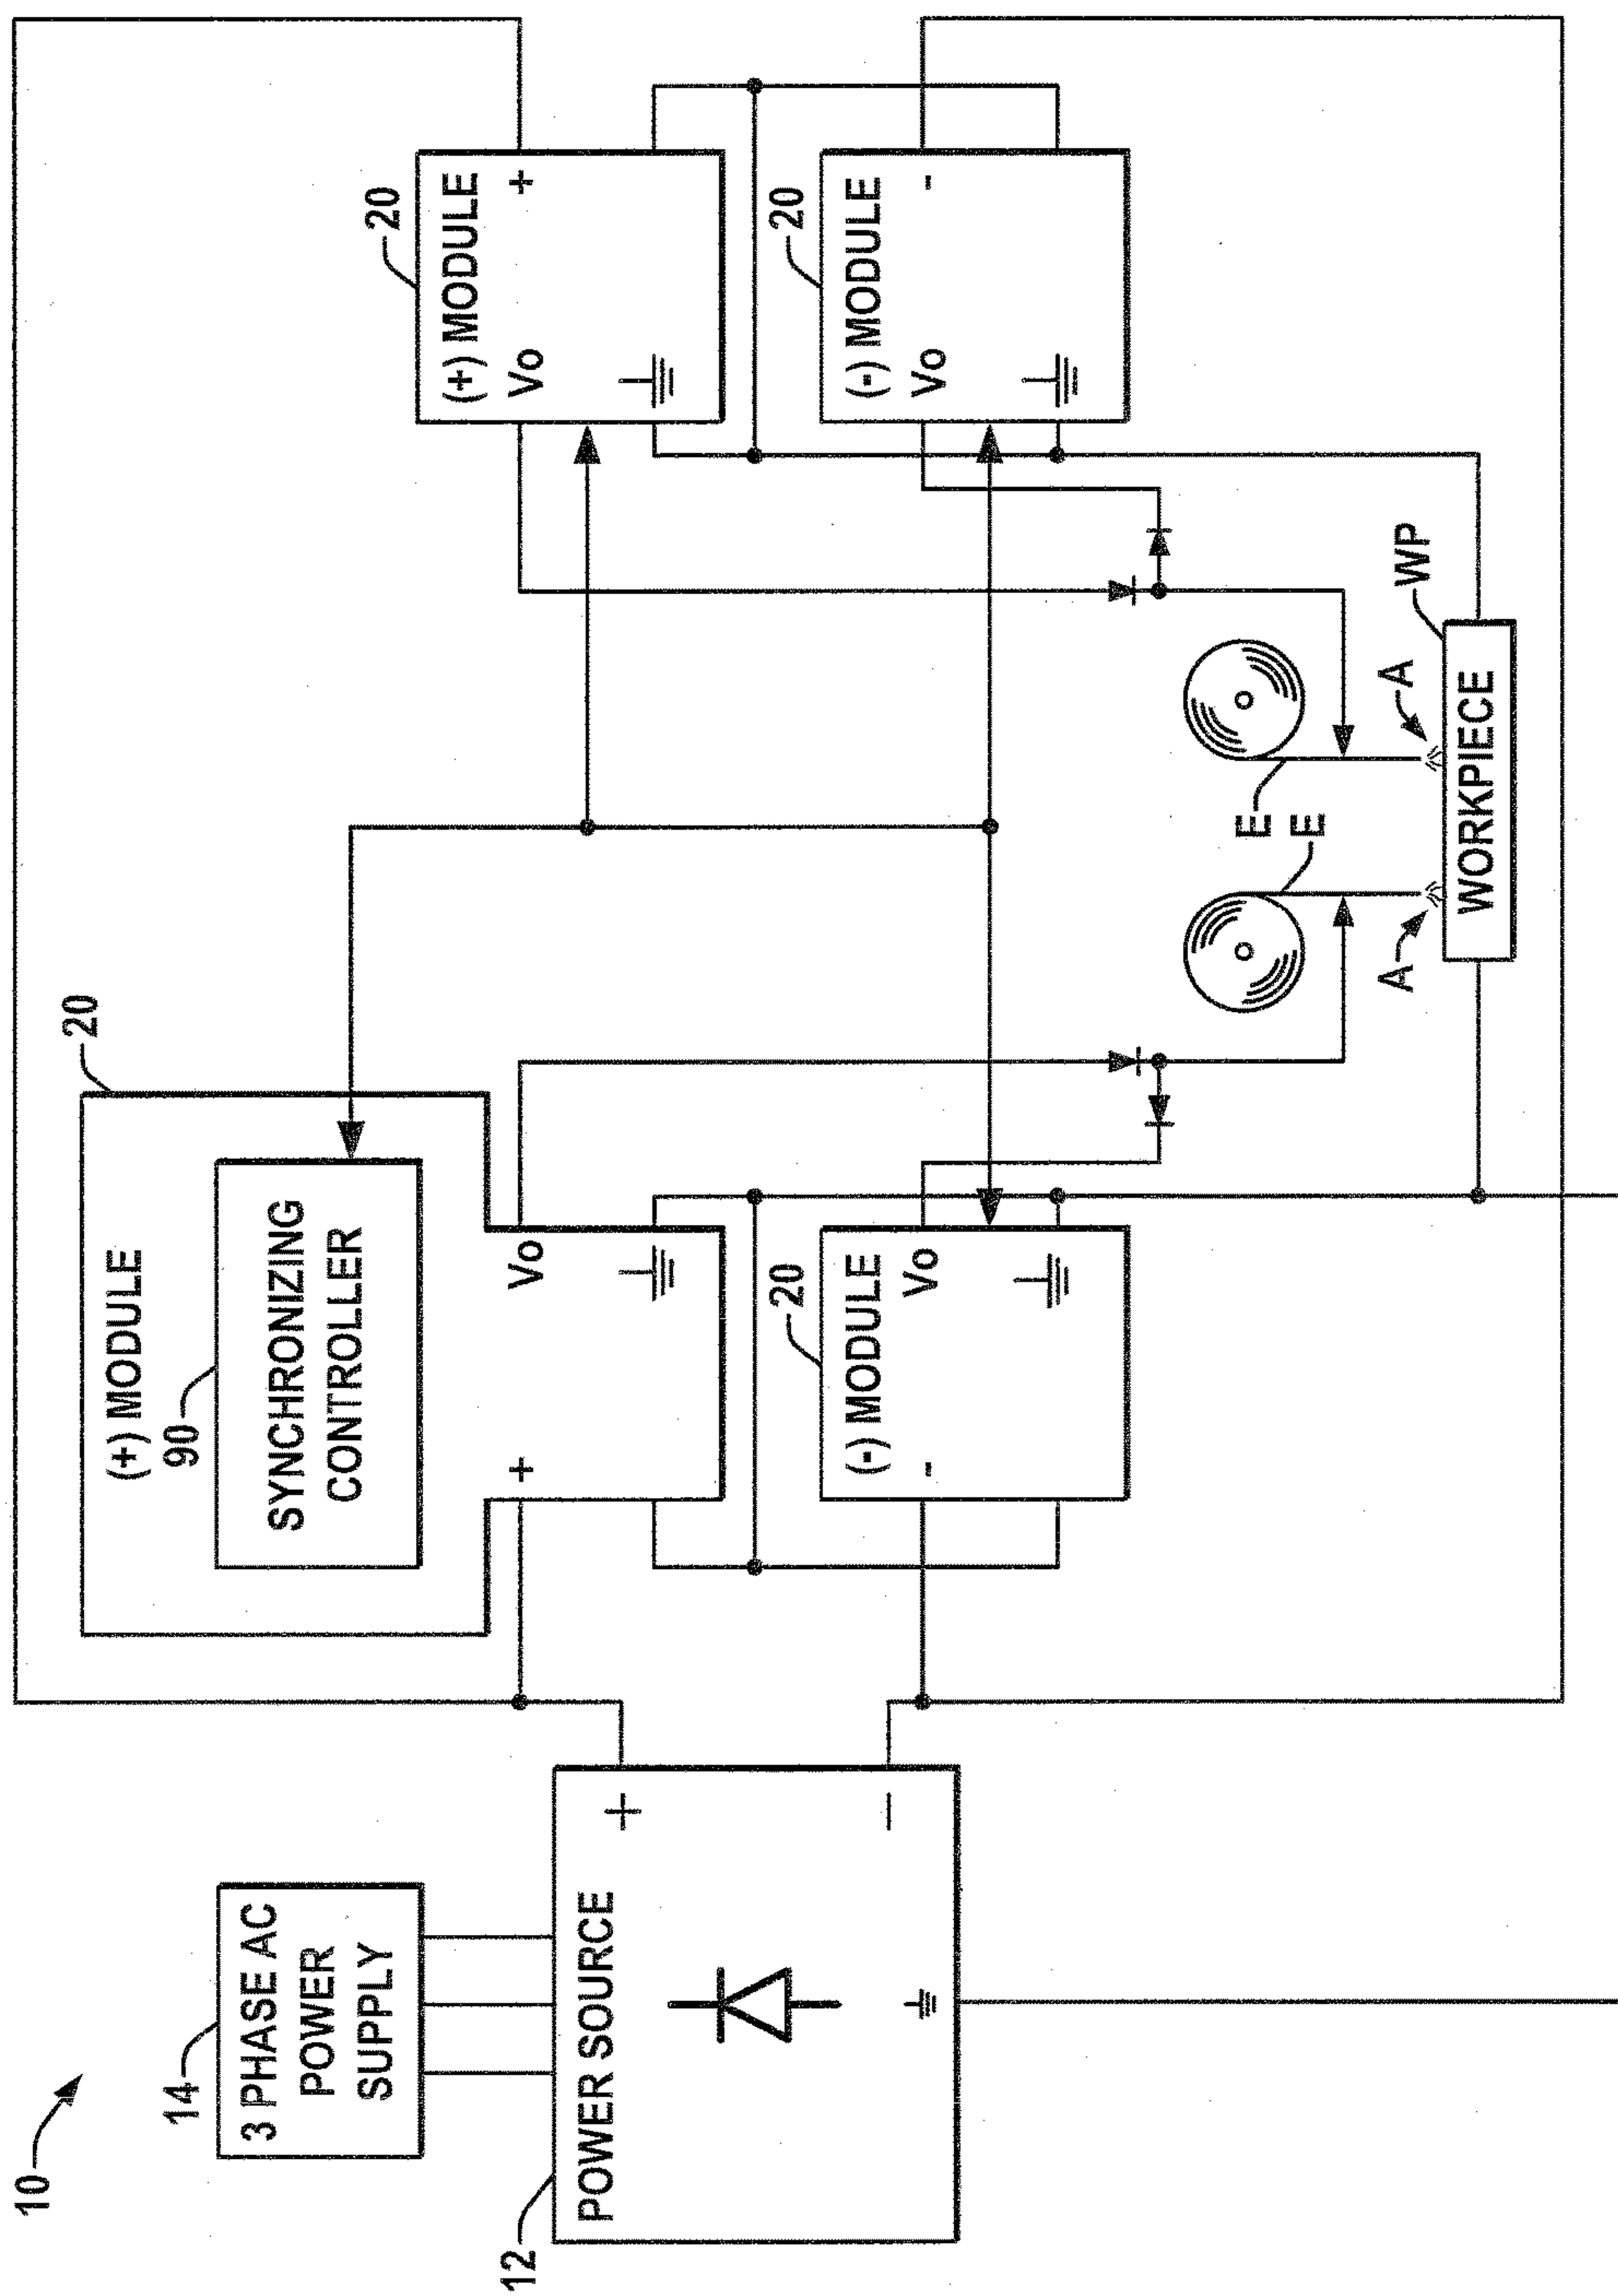 10
14
3 PHASE AC
POWER
SUPPLY
12
POWER SOURCE
+
−
20
(+) MODULE
90
SYNCHRONIZING
CONTROLLER
+
Vo
20
(-) MODULE
-
Vo
20
(+) MODULE
Vo
+
20
(-) MODULE
Vo
-
E
E
A
A
WP
WORKPIECE